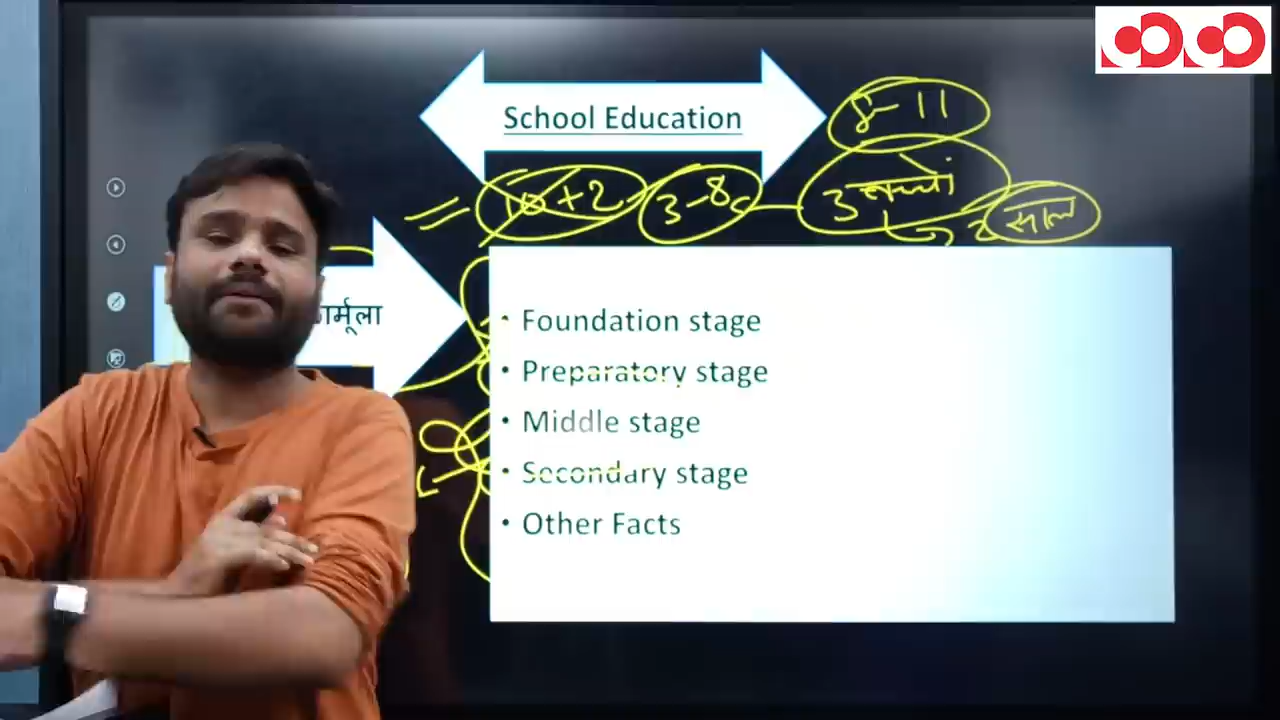 School Education
8-11
= 10+2 3-8
3
साल
र्मूला
• Foundation stage
• Preparatory stage
• Middle stage
• Secondary stage
• Other Facts